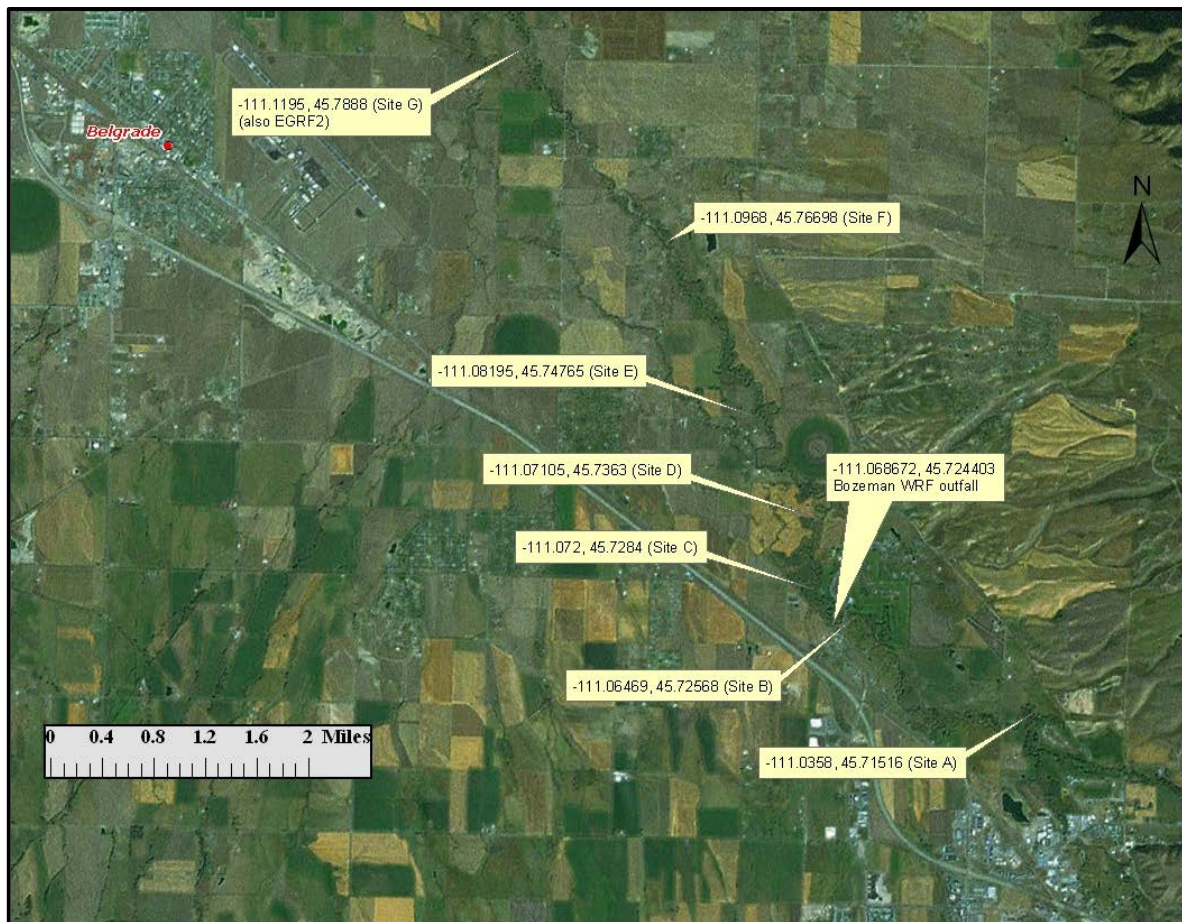 -111.1195, 45.7888 (Site G)
(also EGRF2)
Belgrade
N
-111.0968, 45.76698 (Site F)
-111.08195, 45.74765 (Site E)
-111.068672, 45.724403
Bozeman WRF outfall
-111.07105, 45.7363 (Site D)
-111.072, 45.7284 (Site C)
-111.06469, 45.72568 (Site B)
0 0.4 0.8 1.2 1.6 2 Miles
-111.0358, 45.71516 (Site A)